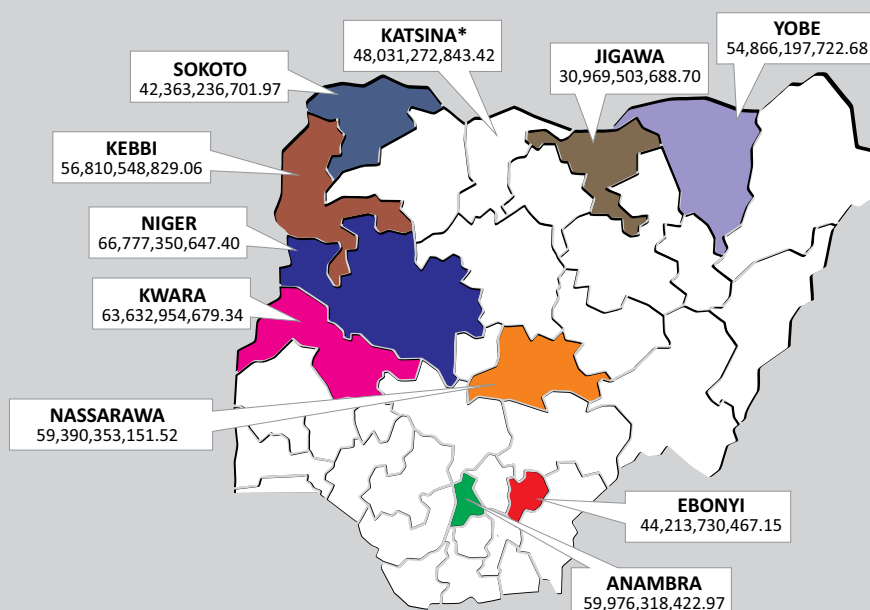 YOBE
54,866,197,722.68
KATSINA*
48,031,272,843.42
JIGAWA
30,969,503,688.70
SOKOTO
42,363,236,701.97
KEBBI
56,810,548,829.06
NIGER
66,777,350,647.40
KWARA
63,632,954,679.34
NASSARAWA
59,390,353,151.52
EBONYI
44,213,730,467.15
ANAMBRA
59,976,318,422.97